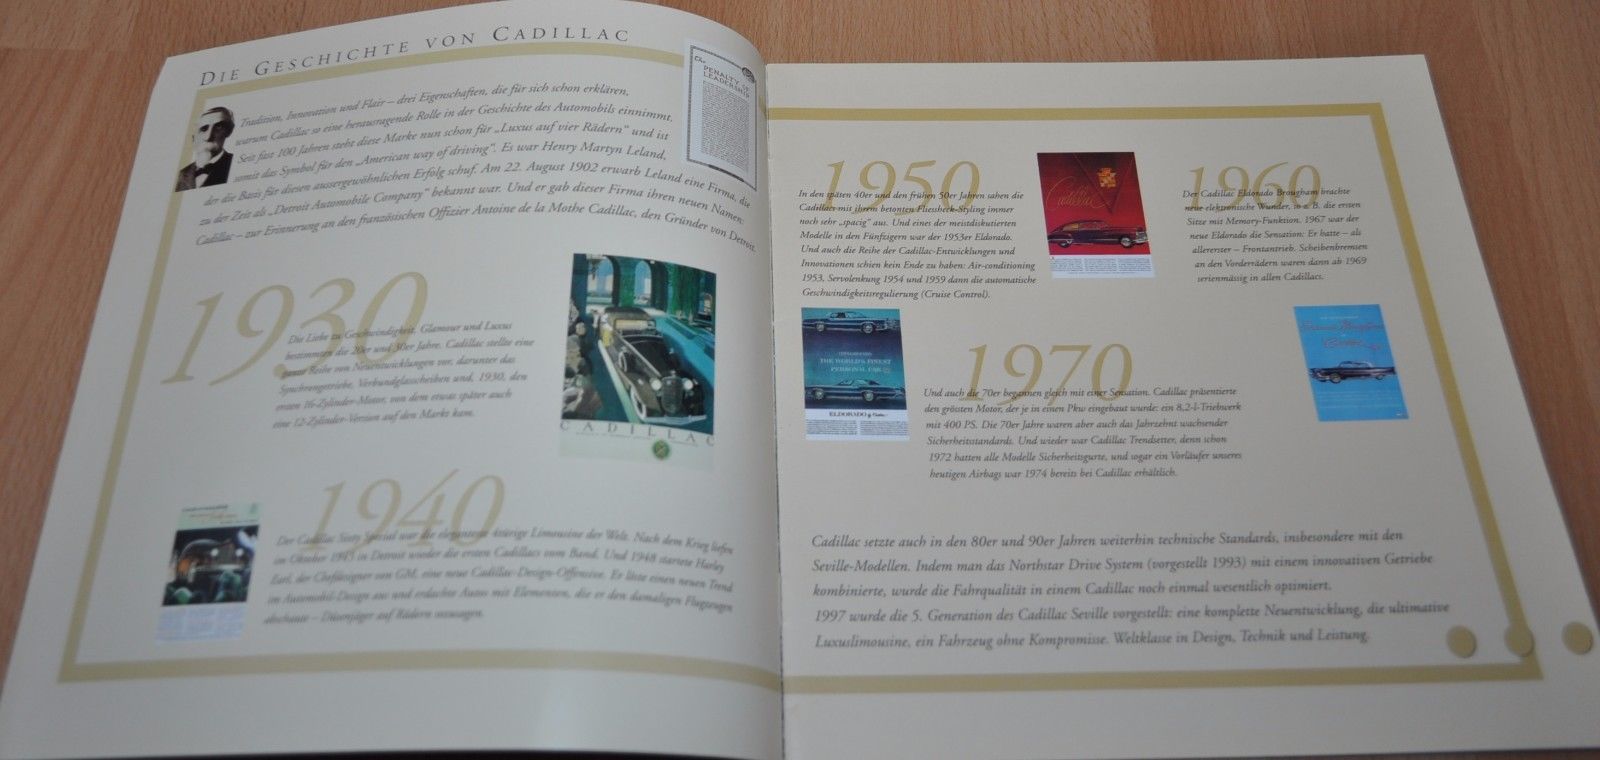 DIE GESCHICHTE VON CADILLAC
The
PENALTY OF
LEADERSHIP
Tradition, Innovation und Flair – drei Eigenschaften, die für sich schon erklären,
warum Cadillac so eine herausragende Rolle in der Geschichte des Automobils einnimmt.
Seit fast 100 Jahren steht diese Marke nun schon für „Luxus auf vier Rädern“ und ist
somit das Symbol für den „American way of driving“. Es war Henry Martyn Leland,
der die Basis für diesen aussergewöhnlichen Erfolg schuf. Am 22. August 1902 erwarb Leland eine Firma, die
zu der Zeit als „Detroit Automobile Company“ bekannt war. Und er gab dieser Firma ihren neuen Namen:
Cadillac – zur Erinnerung an den französischen Offizier Antoine de la Mothe Cadillac, den Gründer von Detroit.
1930
Die Liebe zu Geschwindigkeit, Glamour und Luxus
bestimmten die 20er und 30er Jahre. Cadillac stellte eine
ganze Reihe von Neuentwicklungen vor, darunter das
Synchrongetriebe, Verbundglasscheiben und, 1930, den
ersten 16-Zylinder-Motor, von dem etwas später auch
eine 12-Zylinder-Version auf den Markt kam.
CADILLAC
1940
Der Cadillac Sixty Spezial war die eleganteste 4türige Limousine der Welt. Nach dem Krieg liefen
im Oktober 1945 in Detroit wieder die ersten Cadillacs vom Band. Und 1948 startete Harley
Earl, der Chefdesigner von GM, eine neue Cadillac-Design-Offensive. Er löste einen neuen Trend
im Automobil-Design aus und erdachte Autos mit Elementen, die er den damaligen Flugzeugen
abschaute – Düsenjäger auf Rädern sozusagen.
1950
In den späten 40er und den frühen 50er Jahren sahen die
Cadillacs mit ihrem betonten Fliessheck-Styling immer
noch sehr „spacig“ aus. Und eines der meistdiskutierten
Modelle in den Fünfzigern war der 1953er Eldorado.
Und auch die Reihe der Cadillac-Entwicklungen und
Innovationen schien kein Ende zu haben: Air-conditioning
1953, Servolenkung 1954 und 1959 dann die automatische
Geschwindigkeitsregulierung (Cruise Control).
Cadillac
1960
Der Cadillac Eldorado Brougham brachte
neue elektronische Wunder, so z. B. die ersten
Sitze mit Memory-Funktion. 1967 war der
neue Eldorado die Sensation: Er hatte – als
allererster – Frontantrieb. Scheibenbremsen
an den Vorderrädern waren dann ab 1969
serienmässig in allen Cadillacs.
THE WORLD'S FINEST
PERSONAL CAR
ELDORADO
1970
Und auch die 70er begannen gleich mit einer Sensation. Cadillac präsentierte
den grössten Motor, der je in einen Pkw eingebaut wurde: ein 8,2-l-Triebwerk
mit 400 PS. Die 70er Jahre waren aber auch das Jahrzehnt wachsender
Sicherheitsstandards. Und wieder war Cadillac Trendsetter, denn schon
1972 hatten alle Modelle Sicherheitsgurte, und sogar ein Vorläufer unseres
heutigen Airbags war 1974 bereits bei Cadillac erhältlich.
Cadillac setzte auch in den 80er und 90er Jahren weiterhin technische Standards, insbesondere mit den
Seville-Modellen. Indem man das Northstar Drive System (vorgestellt 1993) mit einem innovativen Getriebe
kombinierte, wurde die Fahrqualität in einem Cadillac noch einmal wesentlich optimiert.
1997 wurde die 5. Generation des Cadillac Seville vorgestellt: eine komplette Neuentwicklung, die ultimative
Luxuslimousine, ein Fahrzeug ohne Kompromisse. Weltklasse in Design, Technik und Leistung.